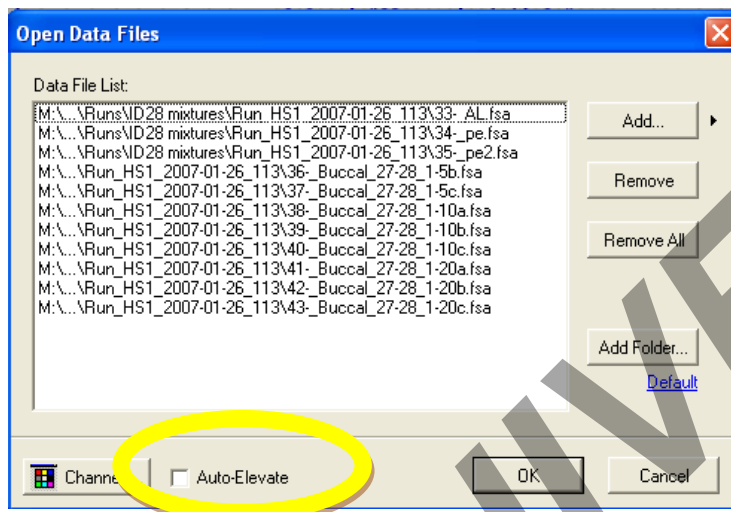 Open Data Files
Data File List:
M:\...\Runs\ID28 mixtures\Run_HS1_2007-01-26_113\33-_AL.fsa
M:\...\Runs\ID28 mixtures\Run_HS1_2007-01-26_113\34-_pe.fsa
M:\...\Runs\ID28 mixtures\Run_HS1_2007-01-26_113\35-_pe2.fsa
M:\...\Run_HS1_2007-01-26_113\36-_Buccal_27-28_1-5b.fsa
M:\...\Run_HS1_2007-01-26_113\37-_Buccal_27-28_1-5c.fsa
M:\...\Run_HS1_2007-01-26_113\38-_Buccal_27-28_1-10a.fsa
M:\...\Run_HS1_2007-01-26_113\39-_Buccal_27-28_1-10b.fsa
M:\...\Run_HS1_2007-01-26_113\40-_Buccal_27-28_1-10c.fsa
M:\...\Run_HS1_2007-01-26_113\41-_Buccal_27-28_1-20a.fsa
M:\...\Run_HS1_2007-01-26_113\42-_Buccal_27-28_1-20b.fsa
M:\...\Run_HS1_2007-01-26_113\43-_Buccal_27-28_1-20c.fsa
Add...
Remove
Remove All
Add Folder...
Default
Auto-Elevate
OK
Cancel